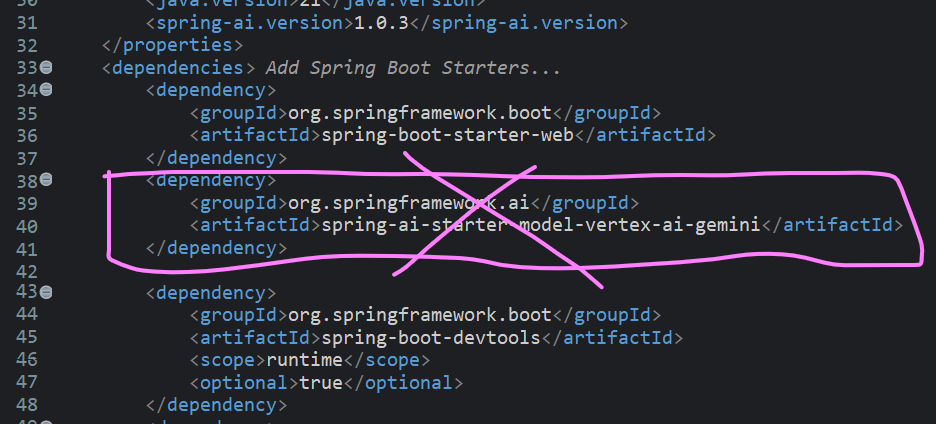 30 <java.version>21</java.version>
31 <spring-ai.version>1.0.3</spring-ai.version>
32 </properties>
33 <dependencies> Add Spring Boot Starters...
34 <dependency>
35 <groupId>org.springframework.boot</groupId>
36 <artifactId>spring-boot-starter-web</artifactId>
37 </dependency>
38 <dependency>
39 <groupId>org.springframework.ai</groupId>
40 <artifactId>spring-ai-starter-model-vertex-ai-gemini</artifactId>
41 </dependency>
42
43 <dependency>
44 <groupId>org.springframework.boot</groupId>
45 <artifactId>spring-boot-devtools</artifactId>
46 <scope>runtime</scope>
47 <optional>true</optional>
48 </dependency>